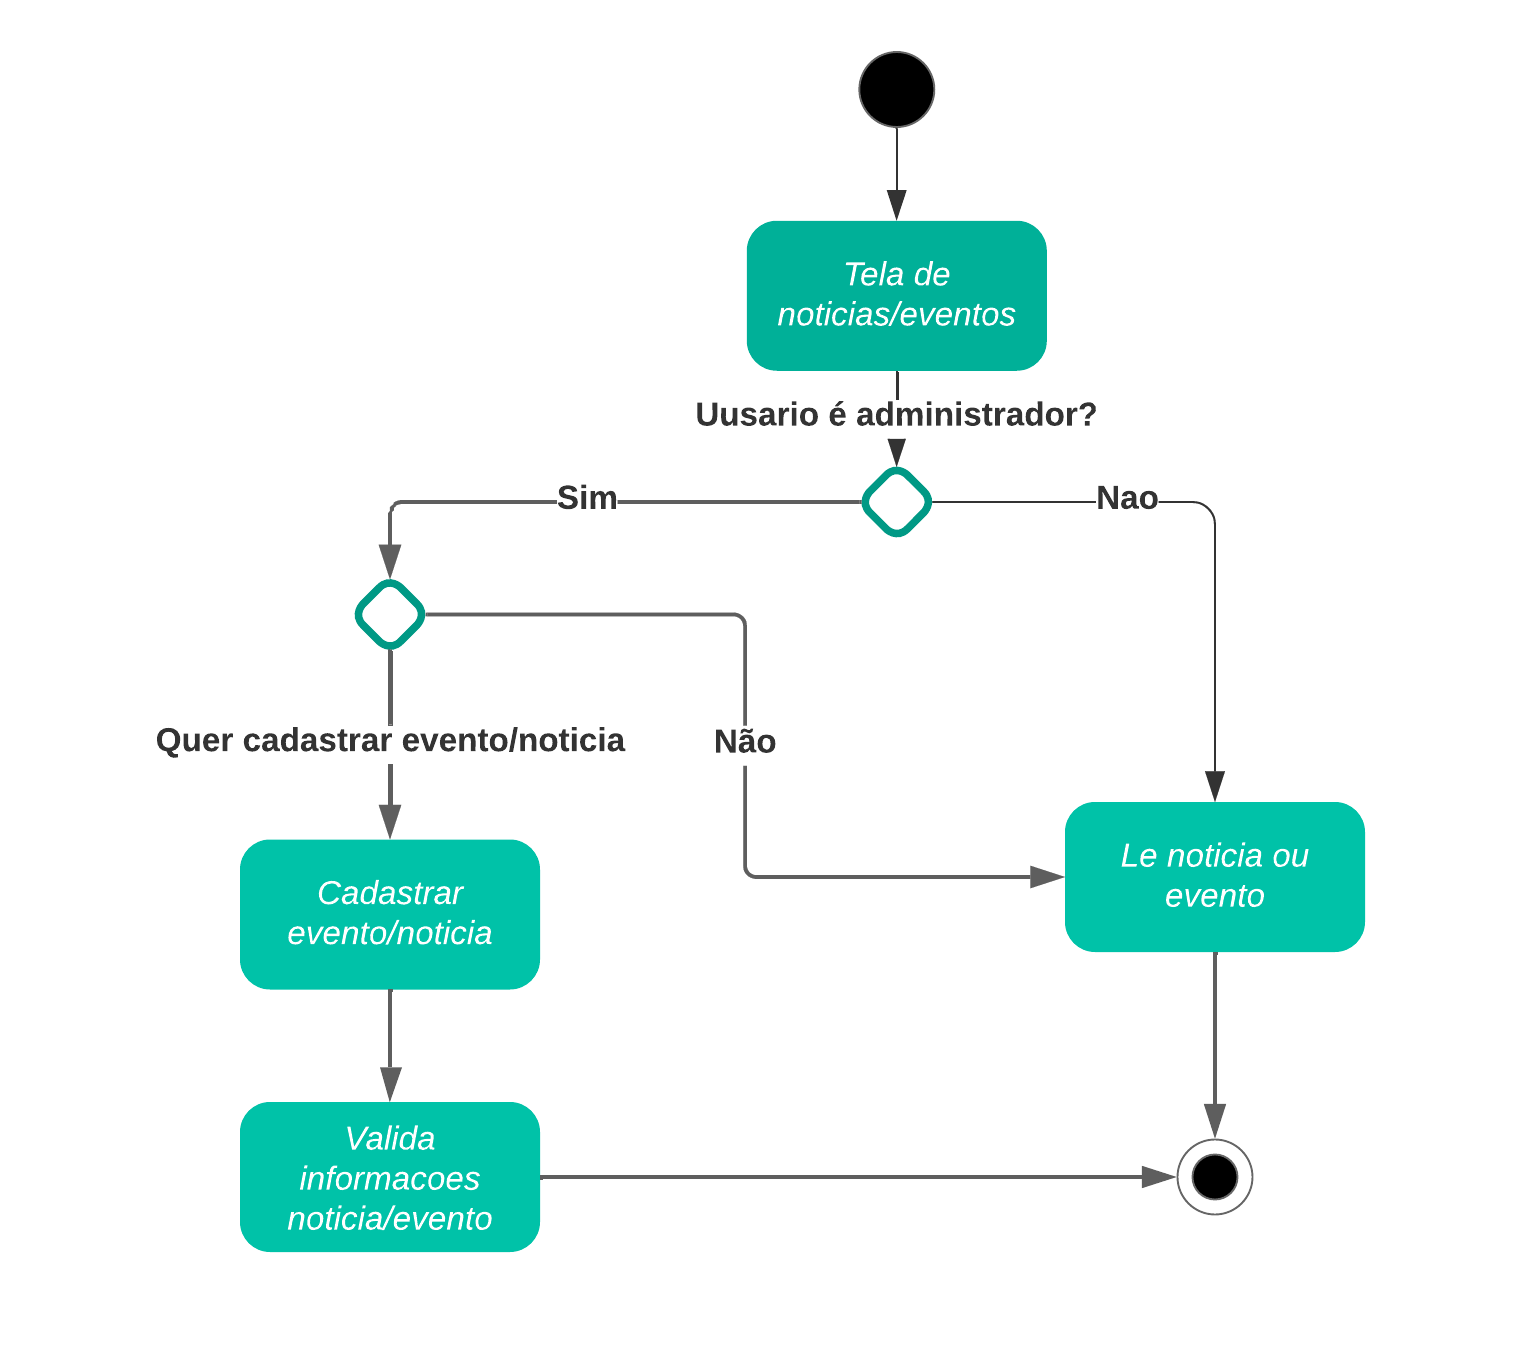 Tela de
noticias/eventos
Uusario é administrador?
Sim
Nao
Quer cadastrar evento/noticia
Não
Le noticia ou
evento
Cadastrar
evento/noticia
Valida
informacoes
noticia/evento